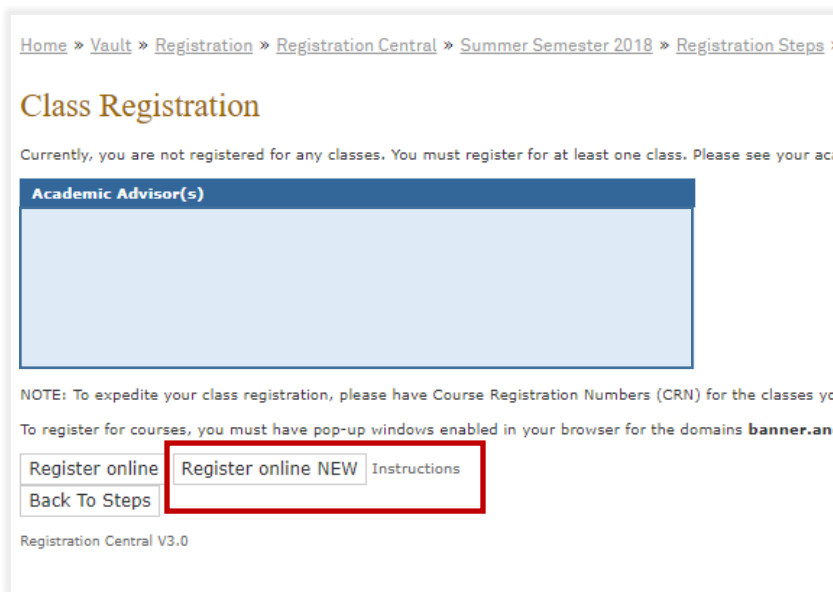 Home » Vault » Registration » Registration Central » Summer Semester 2018 » Registration Steps »
Class Registration
Currently, you are not registered for any classes. You must register for at least one class. Please see your
Academic Advisor(s)
NOTE: To expedite your class registration, please have Course Registration Numbers (CRN) for the classes
To register for courses, you must have pop-up windows enabled in your browser for the domains
Register online Register online NEW Instructions
Back To Steps
Registration Central V3.0